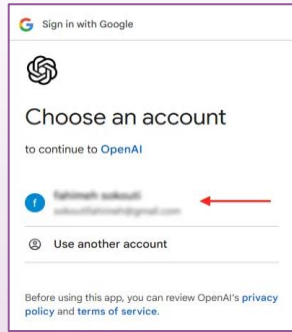 Sign in with Google
Choose an account
to continue to OpenAI
f
Use another account
Before using this app, you can review OpenAI's privacy
policy and terms of service.